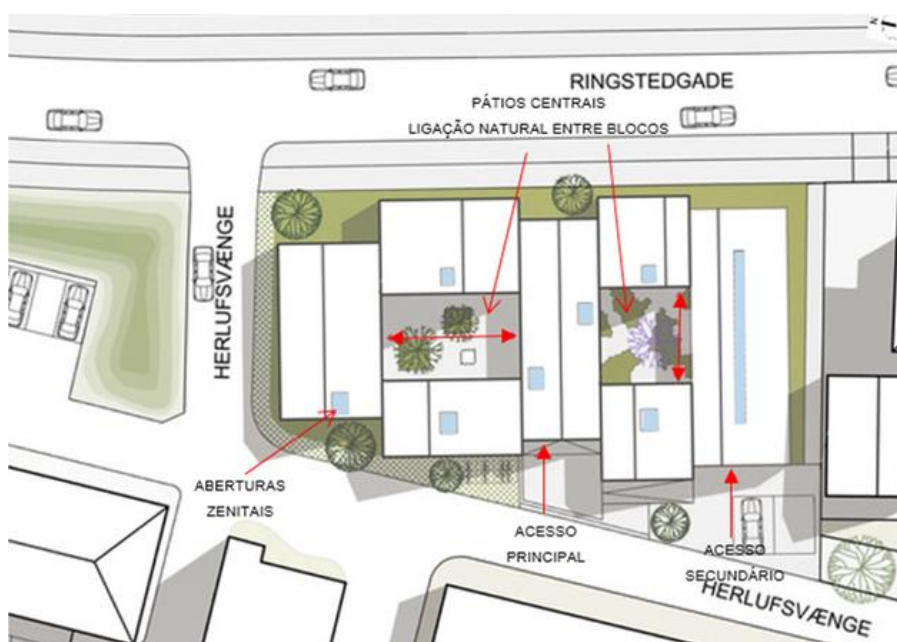 N
RINGSTEDGADE
PÁTIOS CENTRAIS
LIGAÇÃO NATURAL ENTRE BLOCOS
HERLUFSVÆNGE
ABERTURAS
ZENITAIS
ACESSO
PRINCIPAL
ACESSO
SECUNDÁRIO
HERLUFSVÆNGE